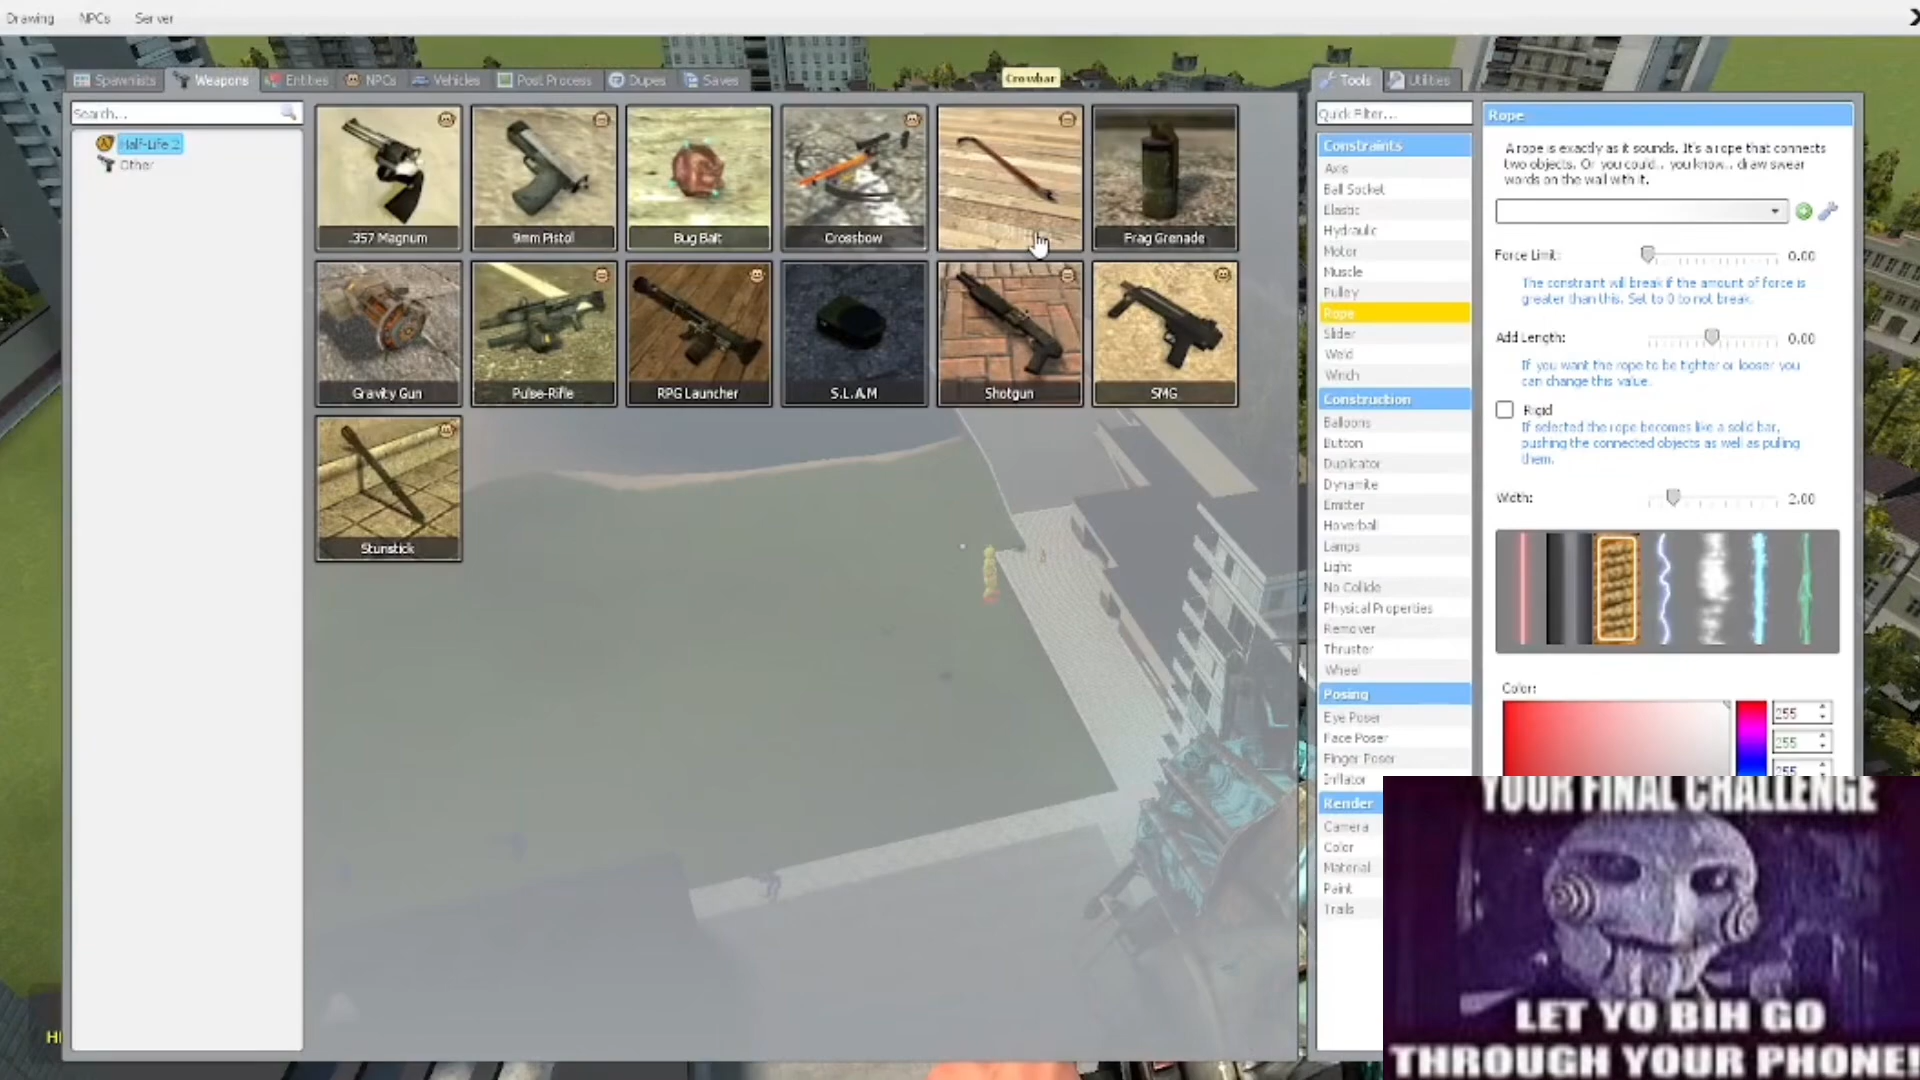 Drawing NPCs Server
Spawnlists Weapons Entities NPCs Vehicles Post Process Dupes Saves
Crowbar
Tools Utilities
Search...
Half-Life 2
Other
.357 Magnum 9mm Pistol Bug Bait Crossbow Frag Grenade
Gravity Gun Pulse-Rifle RPG Launcher S.L.A.M Shotgun SMG
Stunstick
Quick Filter...
Constraints
Axis
Ball Socket
Elastic
Hydraulic
Motor
Muscle
Pulley
Rope
Slider
Weld
Winch
Construction
Balloons
Button
Duplicator
Dynamite
Emitter
Hoverball
Lamps
Light
No Collide
Physical Properties
Remover
Thruster
Wheel
Posing
Eye Poser
Face Poser
Finger Poser
Inflator
Render
Camera
Color
Material
Paint
Trails
Rope
A rope is exactly as it sounds. It's a rope that connects
two objects. Or you could.. you know.. draw swear
words on the wall with it.
Force Limit: 0.00
The constraint will break if the amount of force is
greater than this. Set to 0 to not break.
Add Length: 0.00
If you want the rope to be tighter or looser you
can change this value.
Rigid
If selected the rope becomes like a solid bar,
pushing the connected objects as well as puling
them.
Width: 2.00
Color:
255
255
255
YOUR FINAL CHALLENGE
LET YO BIH GO
THROUGH YOUR PHONE!